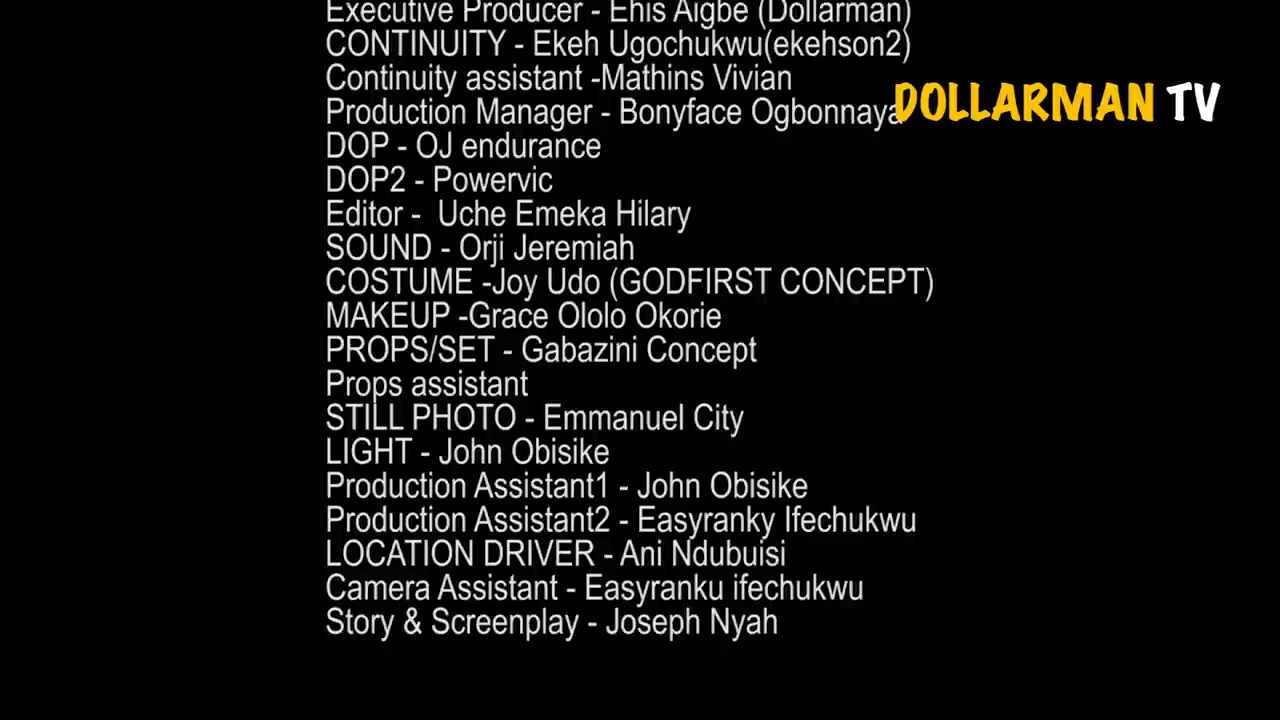 Executive Producer - Ehis Aigbe (Dollarman)
CONTINUITY - Ekeh Ugochukwu(ekehson2)
Continuity assistant -Mathins Vivian
DOLLARMAN TV
Production Manager - Bonyface Ogbonnaya
DOP - OJ endurance
DOP2 - Powervic
Editor -  Uche Emeka Hilary
SOUND - Orji Jeremiah
COSTUME -Joy Udo (GODFIRST CONCEPT)
MAKEUP -Grace Ololo Okorie
PROPS/SET - Gabazini Concept
Props assistant
STILL PHOTO - Emmanuel City
LIGHT - John Obisike
Production Assistant1 - John Obisike
Production Assistant2 - Easyranky Ifechukwu
LOCATION DRIVER - Ani Ndubuisi
Camera Assistant - Easyranku ifechukwu
Story & Screenplay - Joseph Nyah